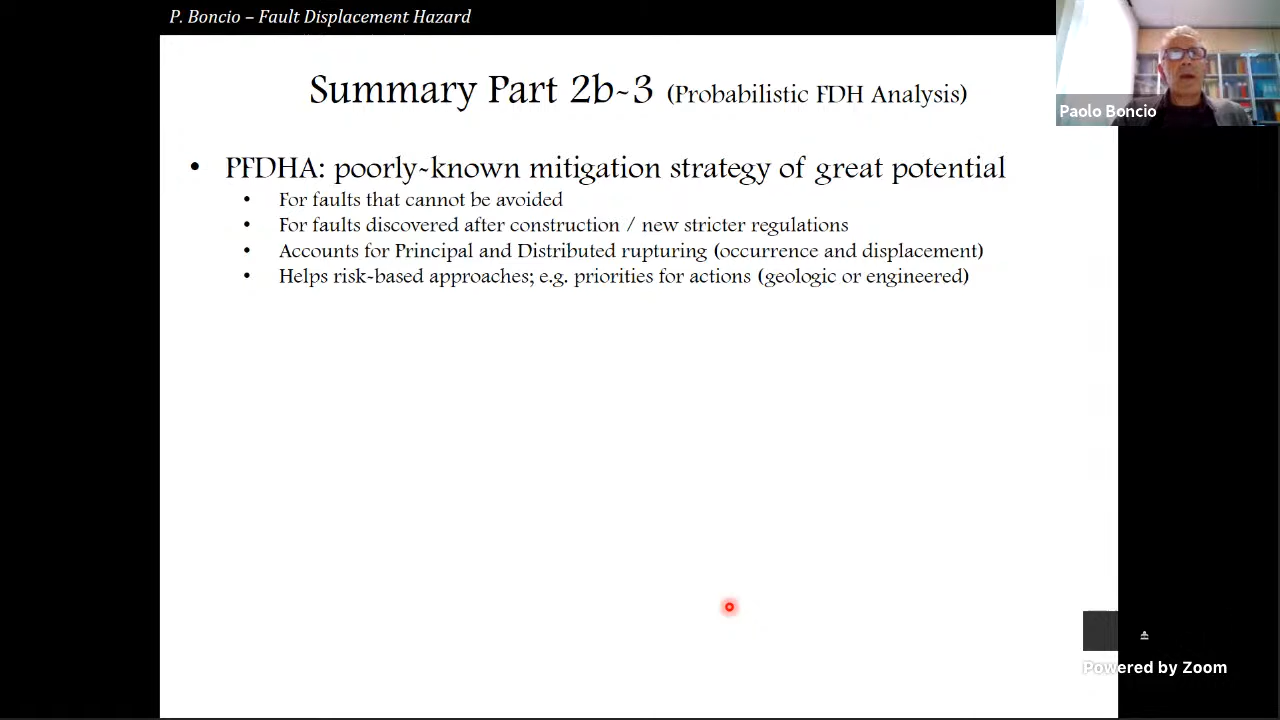 P. Boncio – Fault Displacement Hazard
Paolo Boncio
Summary Part 2b-3 (Probabilistic FDH Analysis)
• PFDHA: poorly-known mitigation strategy of great potential
• For faults that cannot be avoided
• For faults discovered after construction / new stricter regulations
• Accounts for Principal and Distributed rupturing (occurrence and displacement)
• Helps risk-based approaches; e.g. priorities for actions (geologic or engineered)
Powered by Zoom